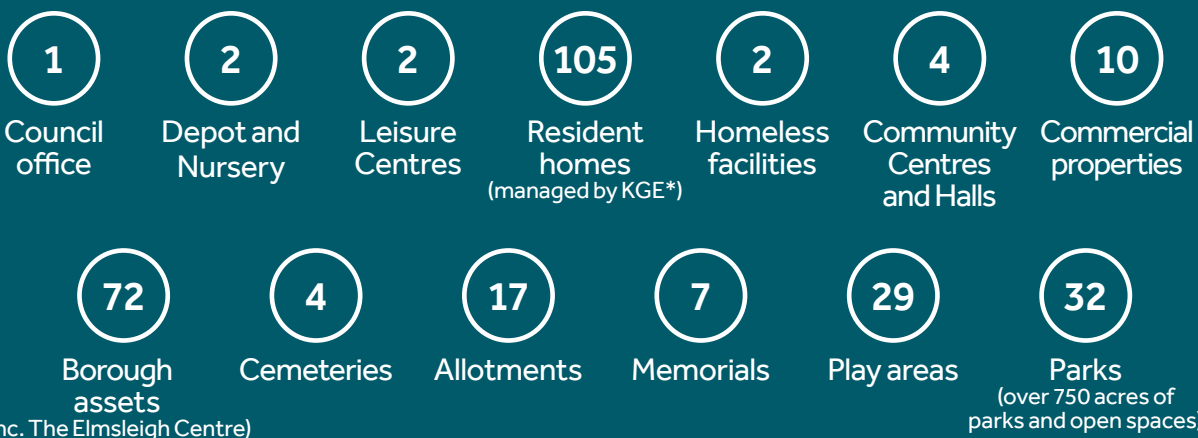 1
Council
office
2
Depot and
Nursery
2
Leisure
Centres
105
Resident
homes
(managed by KGE*)
2
Homeless
facilities
4
Community
Centres
and Halls
10
Commercial
properties
72
Borough
assets
nc. The Elmsleigh Centre)
4
Cemeteries
17
Allotments
7
Memorials
29
Play areas
32
Parks
(over 750 acres of
parks and open spaces)